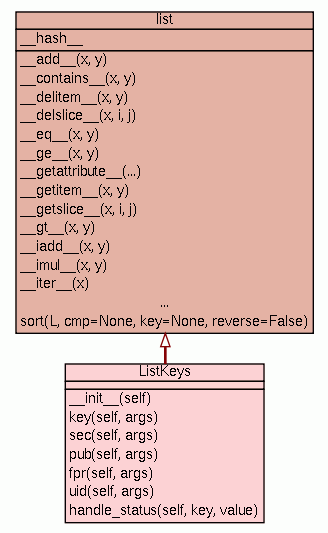 list
__hash__
__add__(x, y)
__contains__(x, y)
__delitem__(x, y)
__delslice__(x, i, j)
__eq__(x, y)
__ge__(x, y)
__getattribute__(...)
__getitem__(x, y)
__getslice__(x, i, j)
__gt__(x, y)
__iadd__(x, y)
__imul__(x, y)
__iter__(x)
...
sort(L, cmp=None, key=None, reverse=False)
ListKeys
__init__(self)
key(self, args)
sec(self, args)
pub(self, args)
fpr(self, args)
uid(self, args)
handle_status(self, key, value)